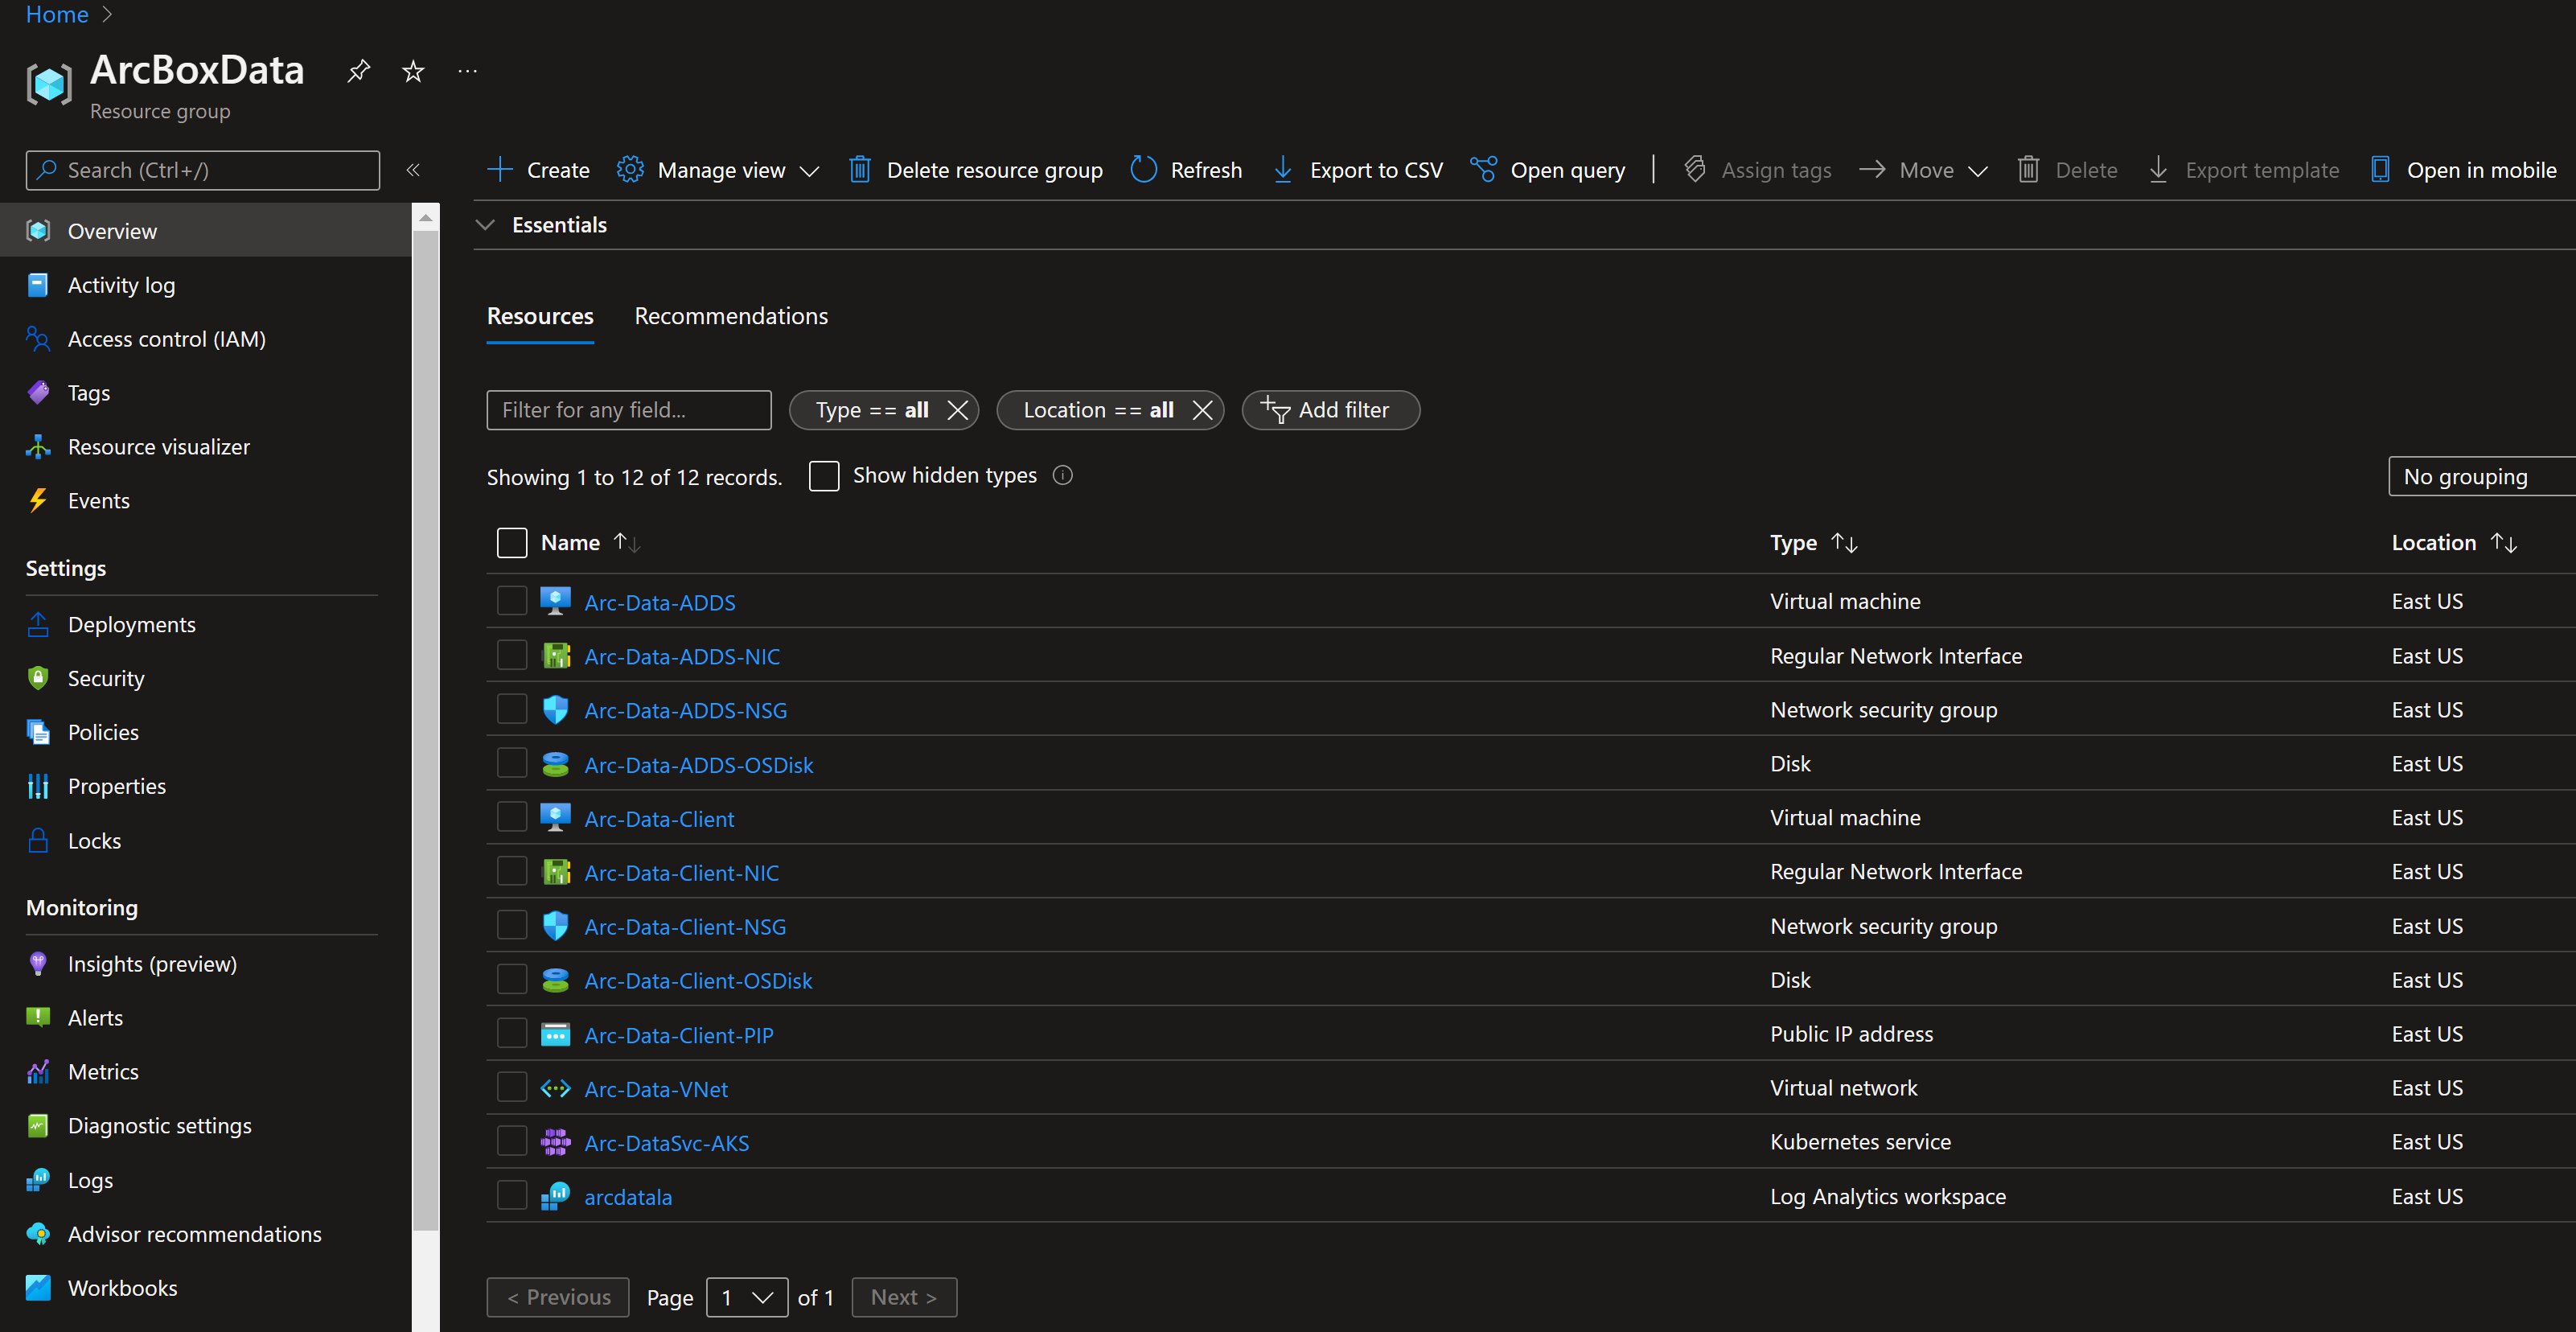 Home >
ArcBoxData
Resource group
Search (Ctrl+/)
«
Create
Manage view
Delete resource group
Refresh
Export to CSV
Open query
Assign tags
Move
Delete
Export template
Open in mobile
Essentials
Overview
Activity log
Access control (IAM)
Tags
Resource visualizer
Events
Settings
Deployments
Security
Policies
Properties
Locks
Monitoring
Insights (preview)
Alerts
Metrics
Diagnostic settings
Logs
Advisor recommendations
Workbooks
Resources Recommendations
Filter for any field...
Type == all
Location == all
Add filter
Showing 1 to 12 of 12 records.
Show hidden types
No grouping
Name Type Location
Arc-Data-ADDS Virtual machine East US
Arc-Data-ADDS-NIC Regular Network Interface East US
Arc-Data-ADDS-NSG Network security group East US
Arc-Data-ADDS-OSDisk Disk East US
Arc-Data-Client Virtual machine East US
Arc-Data-Client-NIC Regular Network Interface East US
Arc-Data-Client-NSG Network security group East US
Arc-Data-Client-OSDisk Disk East US
Arc-Data-Client-PIP Public IP address East US
Arc-Data-VNet Virtual network East US
Arc-DataSvc-AKS Kubernetes service East US
arcdatala Log Analytics workspace East US
< Previous Page 1 of 1 Next >